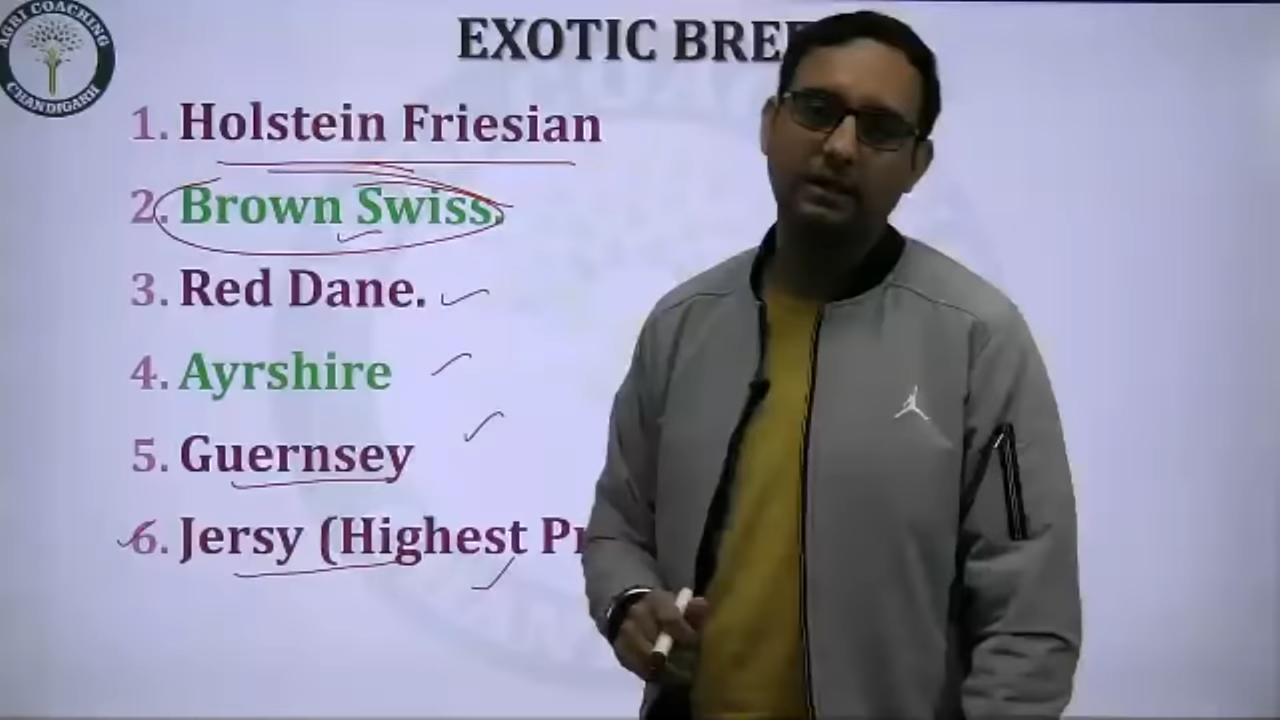 AGRI COACHING
CHANDIGARH
EXOTIC BREE
1. Holstein Friesian
2. Brown Swiss.
3. Red Dane.
4. Ayrshire
5. Guernsey
6. Jersy (Highest Pr